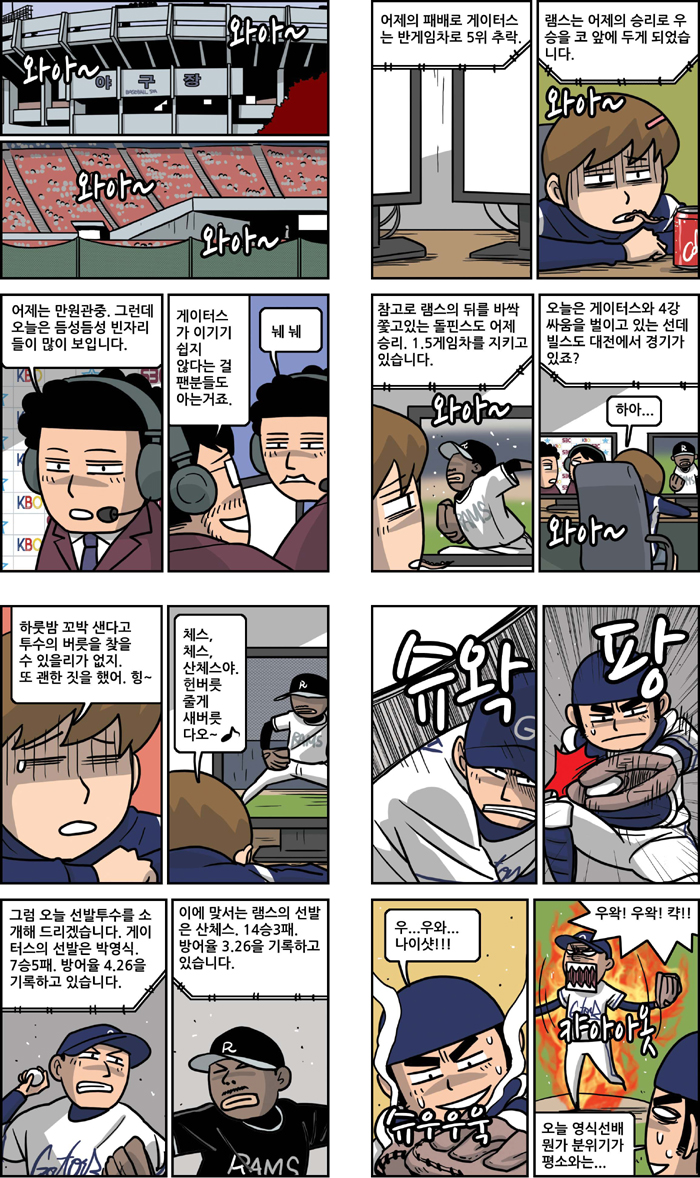 와아~
와아~
야구장
BASEBALL
와아~
와아~
어제는 만원관중. 그런데
오늘은 듬성듬성 빈자리
들이 많이 보입니다.
KBO
KBO
KBO
게이터스
가 이기기
쉽지
않다는 걸
팬분들도
아는거죠.
뉍 뉍
어제의 패배로 게이터스
는 반게임차로 5위 추락.
램스는 어제의 승리로 우
승을 코 앞에 두게 되었습
니다.
와아~
참고로 램스의 뒤를 바싹
쫓고있는 돌핀스도 어제
승리. 1.5게임차를 지키고
있습니다.
와아~
RAMS
오늘은 게이터스와 4강
싸움을 벌이고 있는 선데
빌스도 대전에서 경기가
있죠?
하아...
와아~
하룻밤 꼬박 샌다고
투수의 버릇을 찾을
수 있을리가 없지.
또 괜한 짓을 했어. 힝~
체스,
체스,
산체스야.
헌버릇
줄게
새버릇
다오~♪
R
RAMS
그럼 오늘 선발투수를 소
개해 드리겠습니다. 게이
터스의 선발은 박영식.
7승5패. 방어율 4.26을
기록하고 있습니다.
Gators
이에 맞서는 램스의 선발
은 산체스. 14승3패.
방어율 3.26을 기록하고
있습니다.
R
RAMS
슈왁
G
팡
우...우와...
나이샷!!!
슈우우욱
우왁! 우왁! 칵!!
캬아아옷
Gators
오늘 영식선배
뭔가 분위기가
평소와는...